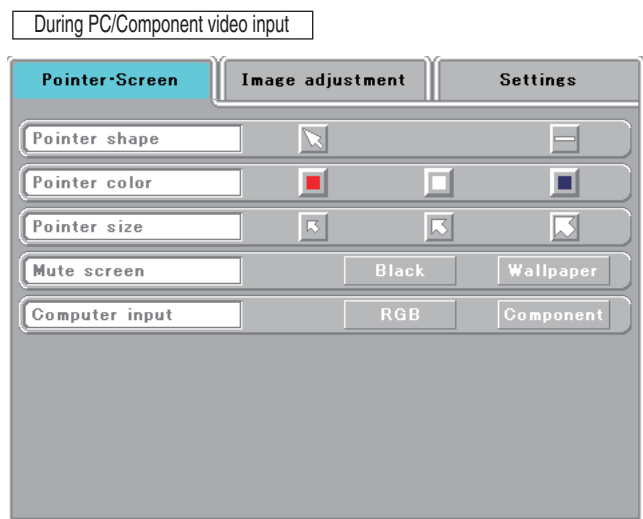 During PC/Component video input
Pointer·Screen Image adjustment Settings
Pointer shape
Pointer color
Pointer size
Mute screen Black Wallpaper
Computer input RGB Component